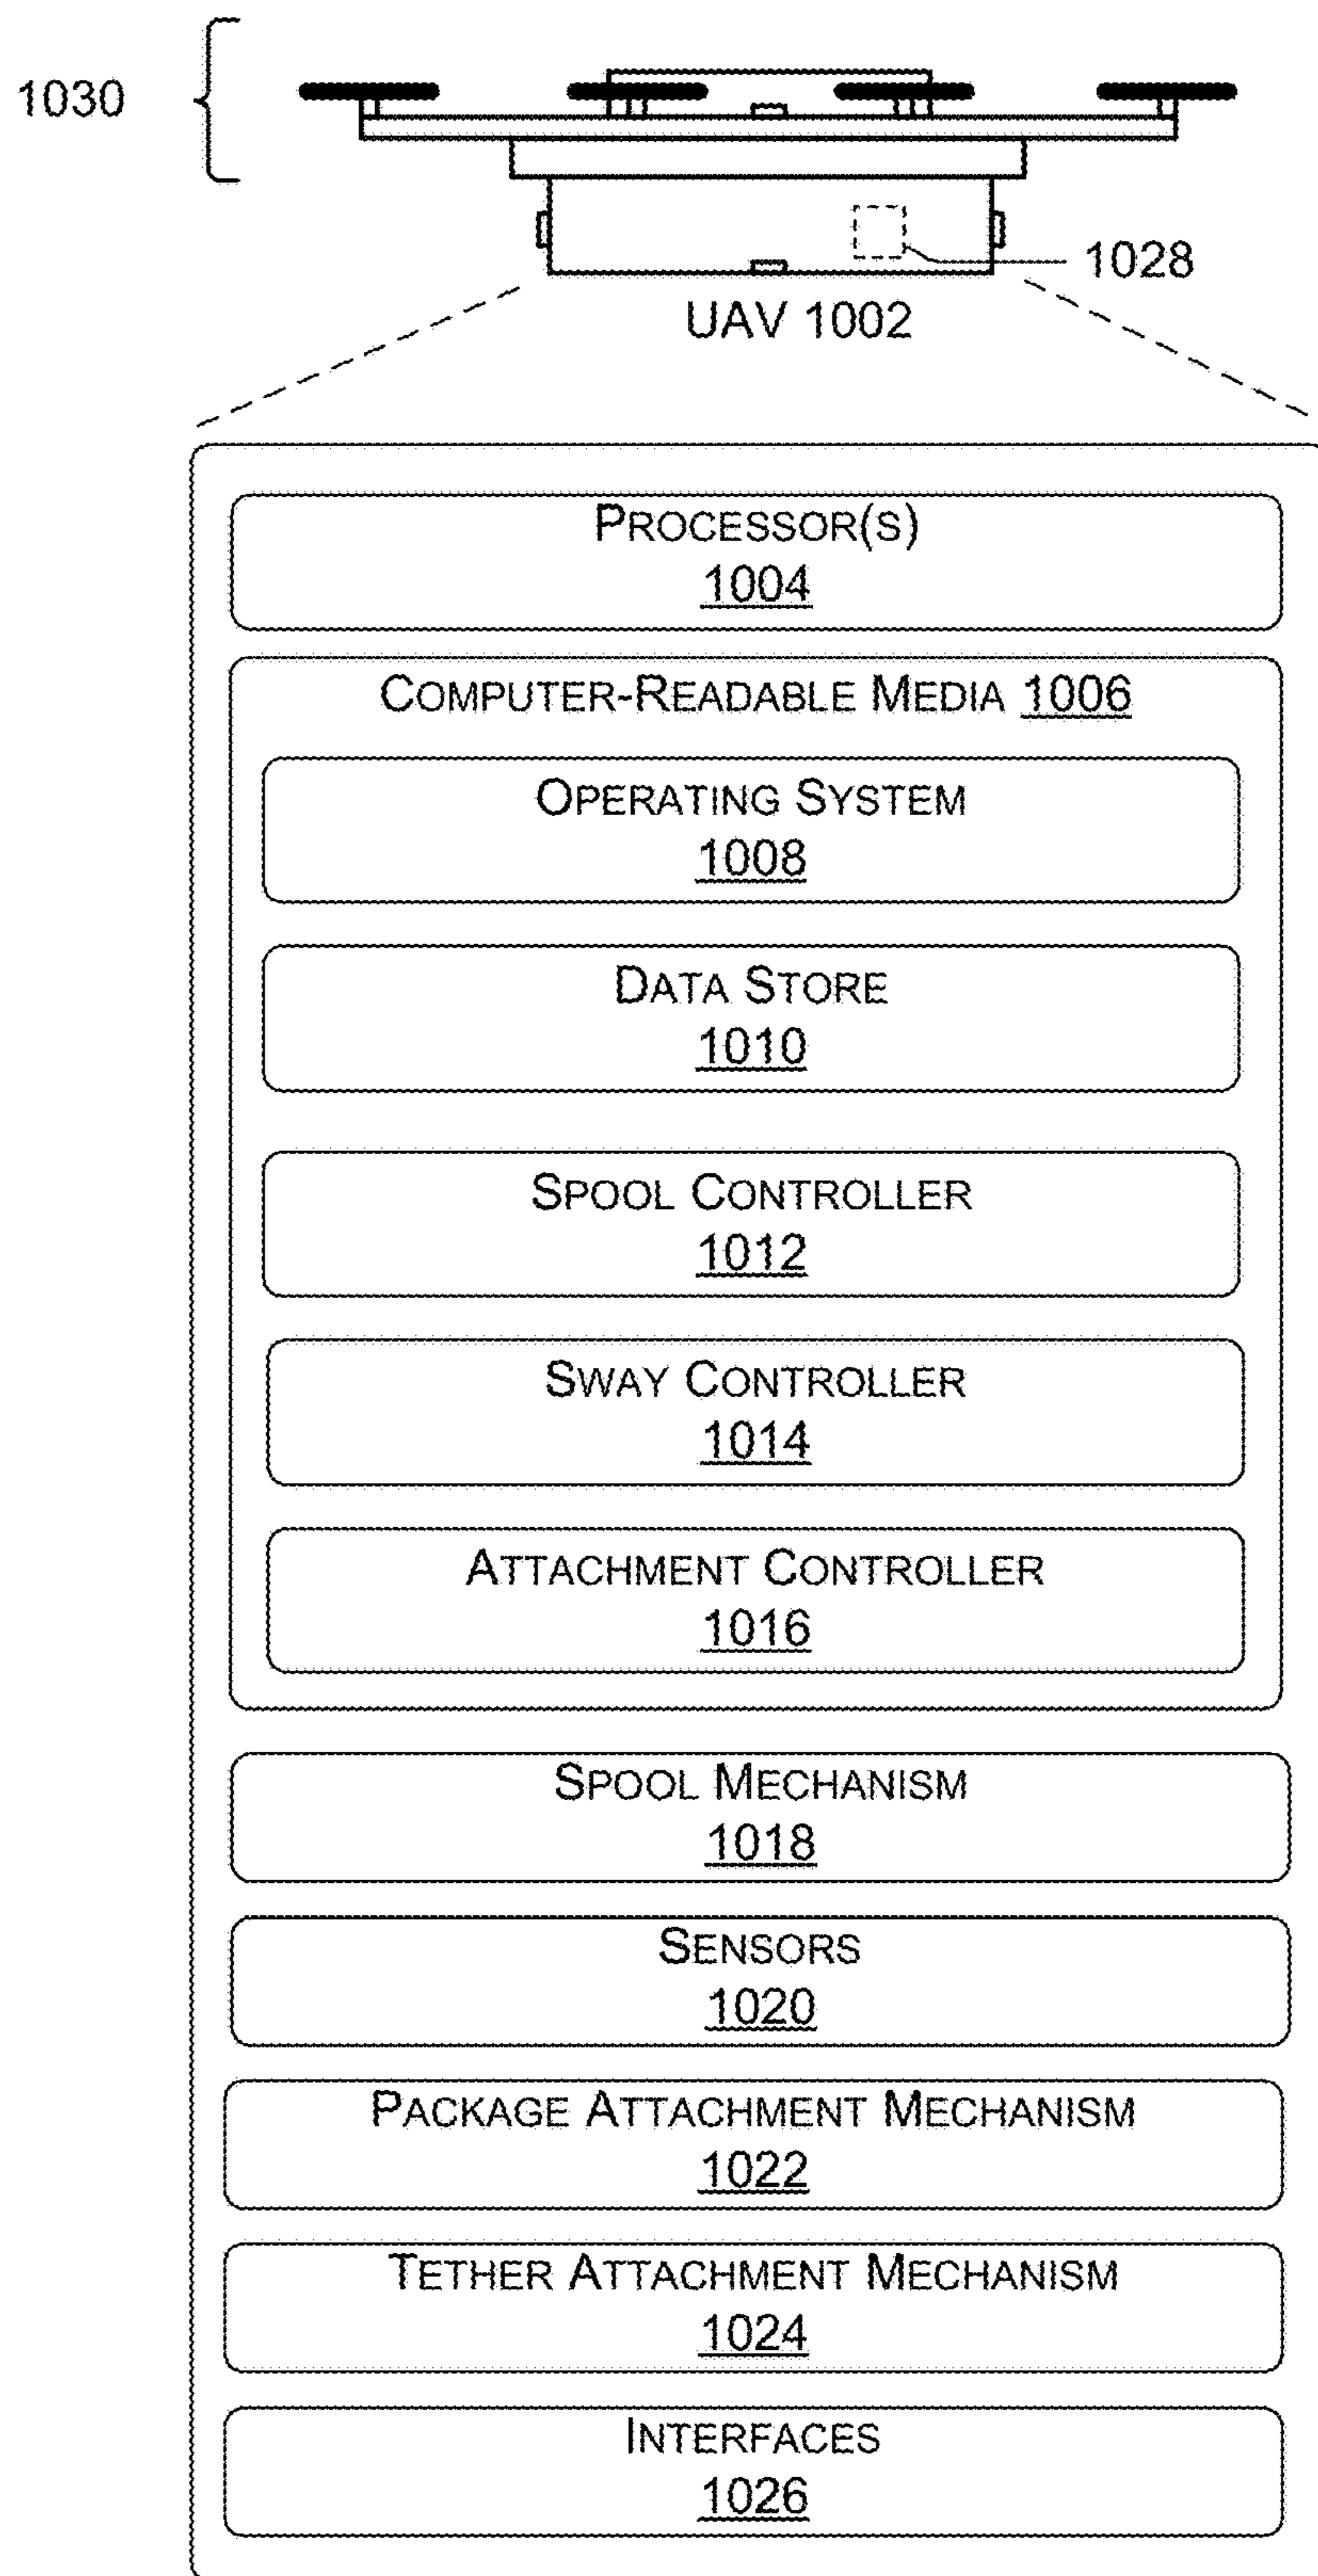 1030
1028
UAV 1002
PROCESSOR(S)
1004
COMPUTER-READABLE MEDIA 1006
OPERATING SYSTEM
1008
DATA STORE
1010
SPOOL CONTROLLER
1012
SWAY CONTROLLER
1014
ATTACHMENT CONTROLLER
1016
SPOOL MECHANISM
1018
SENSORS
1020
PACKAGE ATTACHMENT MECHANISM
1022
TETHER ATTACHMENT MECHANISM
1024
INTERFACES
1026